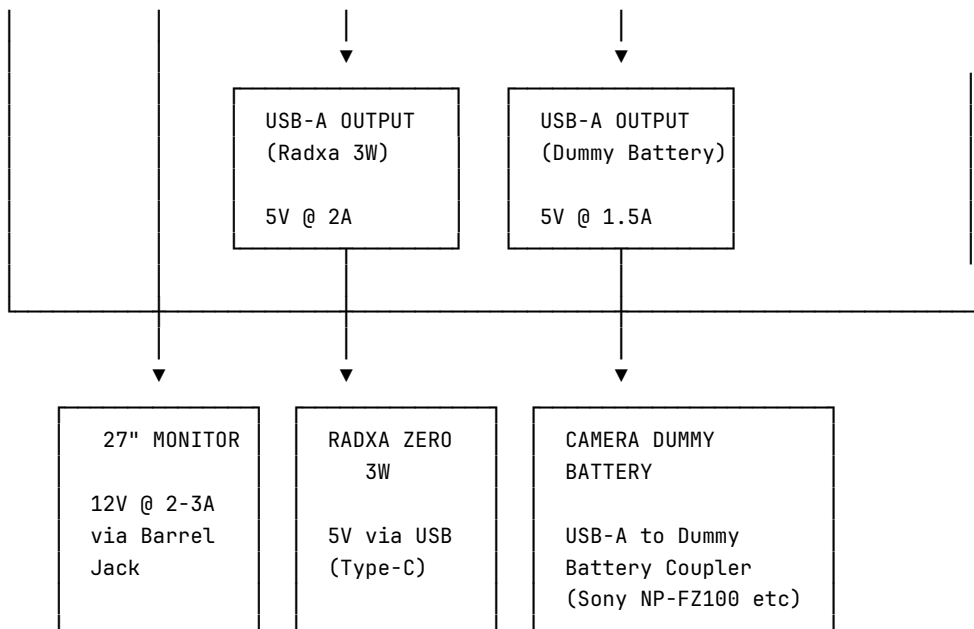 USB-A OUTPUT
(Radxa 3W)
5V @ 2A
USB-A OUTPUT
(Dummy Battery)
5V @ 1.5A
27" MONITOR
12V @ 2-3A
via Barrel
Jack
RADXA ZERO
3W
5V via USB
(Type-C)
CAMERA DUMMY
BATTERY
USB-A to Dummy
Battery Coupler
(Sony NP-FZ100 etc)